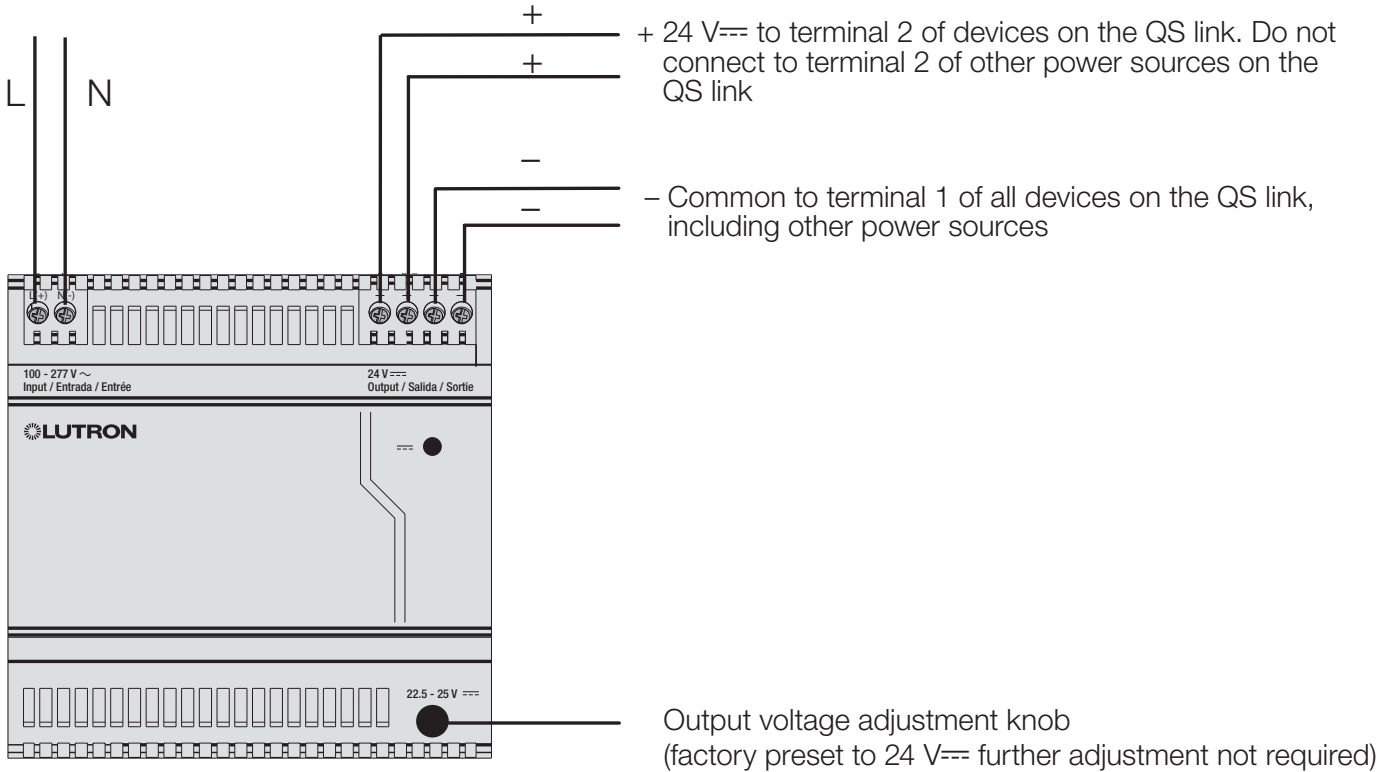 +
+ 24 V⎓ to terminal 2 of devices on the QS link. Do not
+
connect to terminal 2 of other power sources on the
QS link
L N
–
– Common to terminal 1 of all devices on the QS link,
–
including other power sources
L(+) N(-)
+ + – –
100 - 277 V ~
Input / Entrada / Entrée
24 V ⎓
Output / Salida / Sortie
LUTRON
⎓
22.5 - 25 V ⎓
Output voltage adjustment knob
(factory preset to 24 V⎓ further adjustment not required)